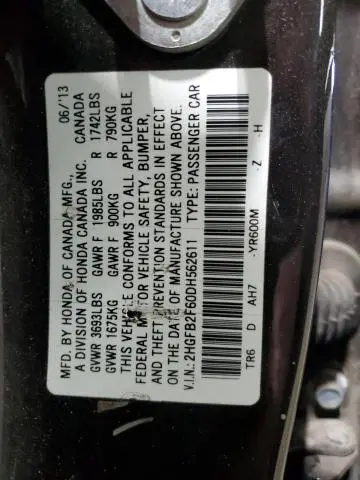 MFD. BY HONDA OF CANADA MFG., 06/'13
A DIVISION OF HONDA CANADA INC. CANADA
GVWR 3693LBS GAWR F 1985LBS R 1742LBS
GVWR 1675KG GAWR F 900KG R 790KG
THIS VEHICLE CONFORMS TO ALL APPLICABLE
FEDERAL MOTOR VEHICLE SAFETY, BUMPER,
AND THEFT PREVENTION STANDARDS IN EFFECT
ON THE DATE OF MANUFACTURE SHOWN ABOVE.
V.I.N.: 2HGFB2F60DH562611 TYPE: PASSENGER CAR
TR6 D AH7 -YR600M -Z -H